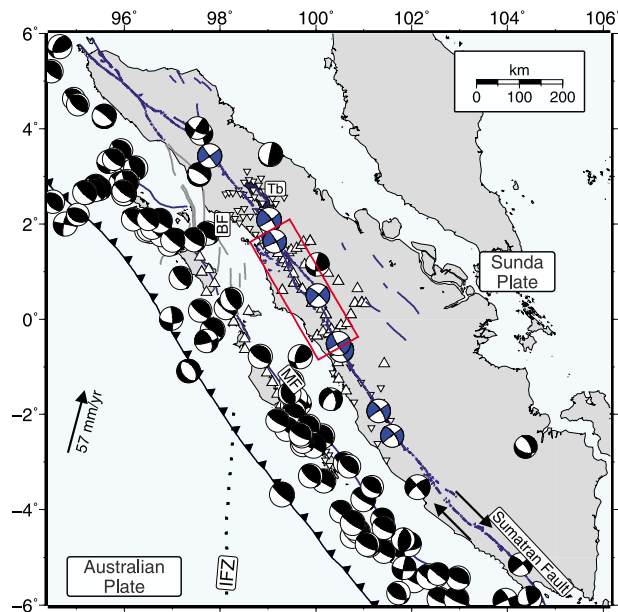 96° 98° 100° 102° 104° 106°
6°
4°
2°
0°
−2°
−4°
−6°
km
0 100 200
Tb
BF
Sunda
Plate
MF
57 mm/yr
Sumatran Fault
IFZ
Australian
Plate